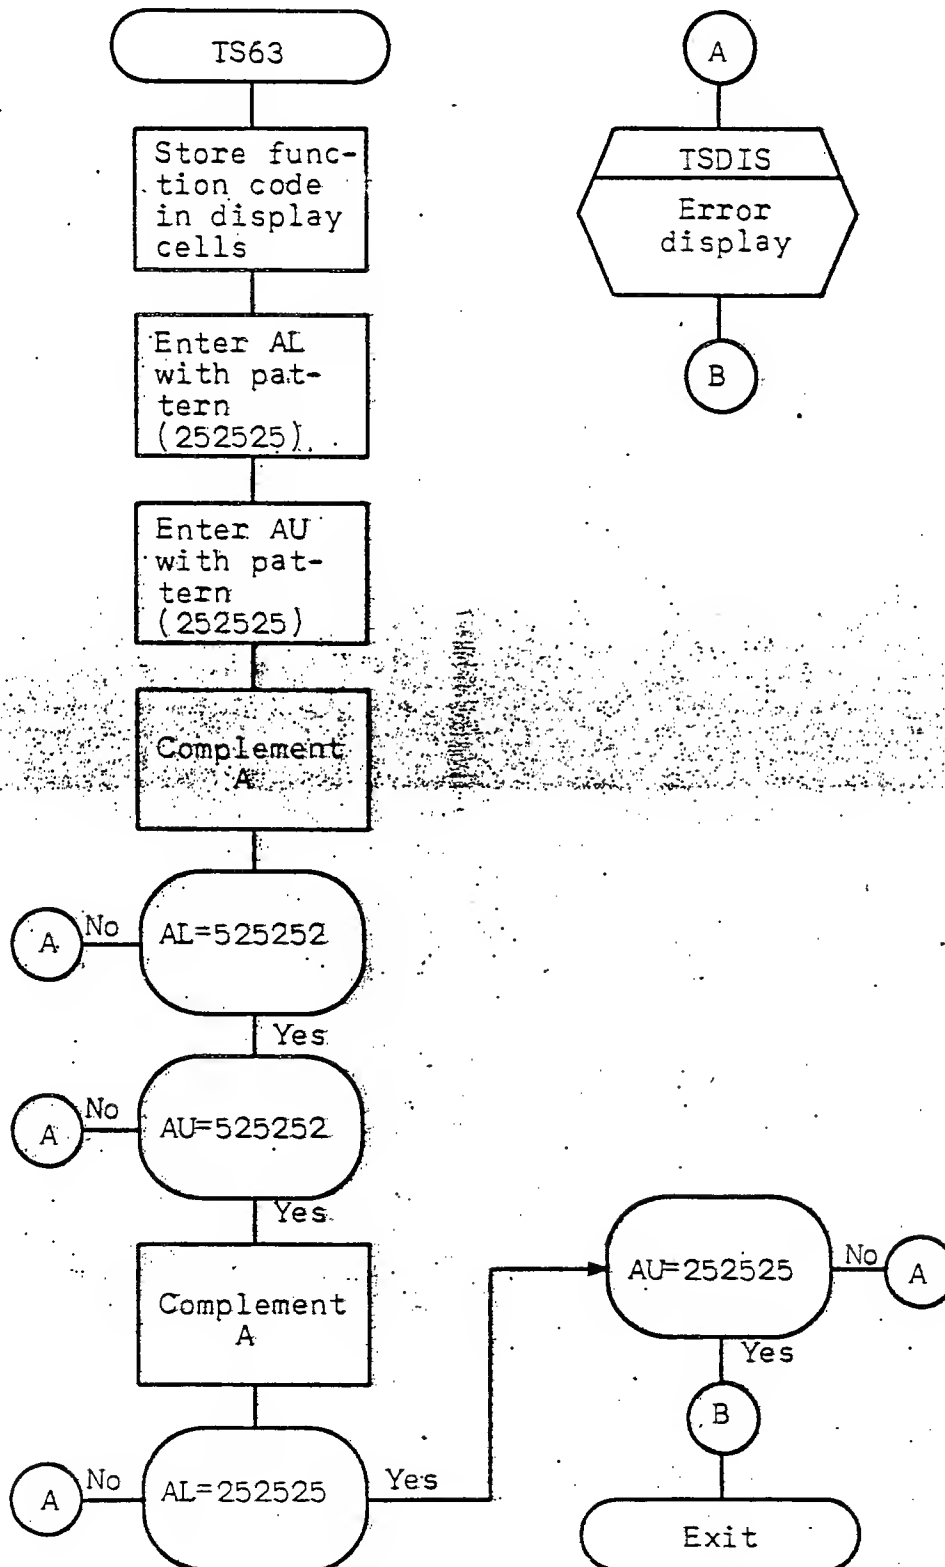 TS63
Store func-
tion code
in display
cells
Enter AL
with pat-
tern
(252525)
Enter AU
with pat-
tern
(252525)
Complement
A
AL=525252
No
A
Yes
AU=525252
No
A
Yes
Complement
A
AL=252525
No
A
Yes
AU=252525
No
A
Yes
B
Exit
A
TSDIS
Error
display
B